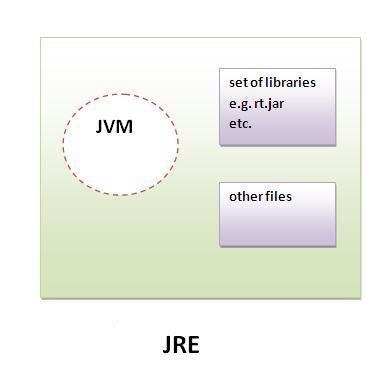 JVM
set of libraries
e.g. rt.jar
etc.
other files
JRE